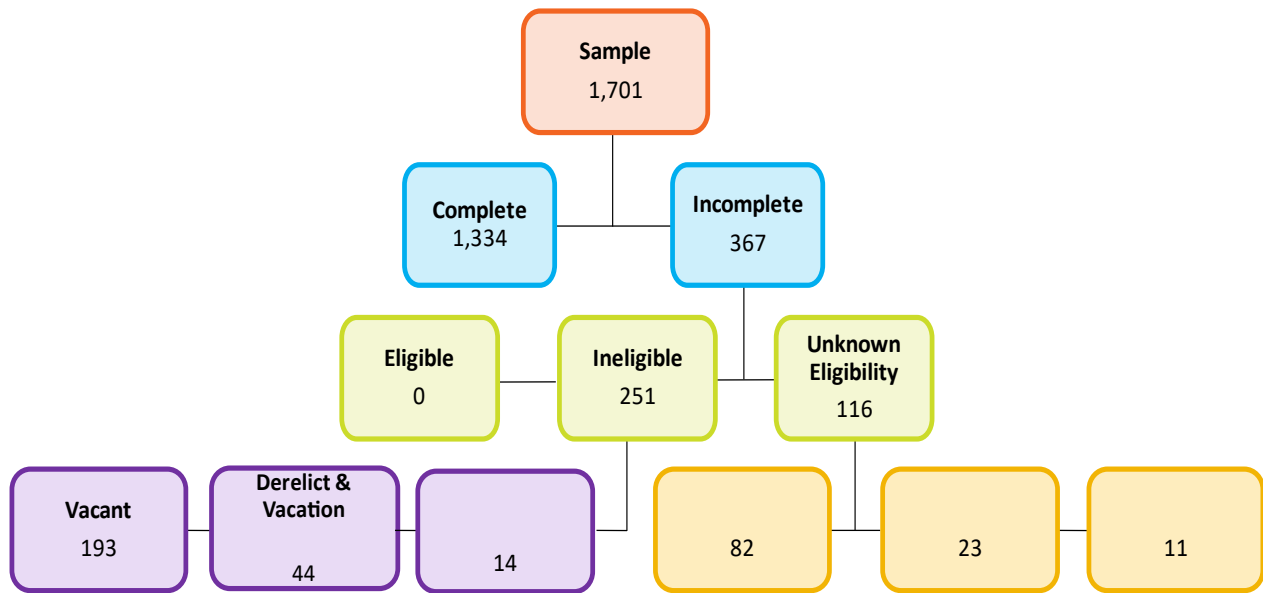 Sample
1,701
Complete
1,334
Incomplete
367
Eligible
0
Ineligible
251
Unknown
Eligibility
116
Vacant
193
Derelict &
Vacation
44
14
82
23
11